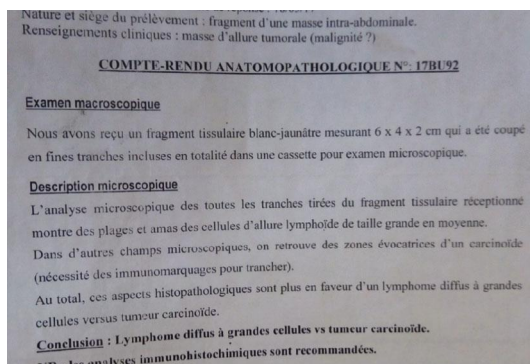 Nature et siège du prélèvement : fragment d'une masse intra-abdominale.
Renseignements cliniques : masse d'allure tumorale (malignité ?)
COMPTE-RENDU ANATOMOPATHOLOGIQUE N°: 17BU92
Examen macroscopique
Nous avons reçu un fragment tissulaire blanc-jaunâtre mesurant 6 x 4 x 2 cm qui a été coupé
en fines tranches incluses en totalité dans une cassette pour examen microscopique.
Description microscopique
L'analyse microscopique des toutes les tranches tirées du fragment tissulaire réceptionné
montre des plages et amas des cellules d'allure lymphoïde de taille grande en moyenne.
Dans d'autres champs microscopiques, on retrouve des zones évocatrices d'un carcinoïde
(nécessité des immunomarquages pour trancher).
Au total, ces aspects histopathologiques sont plus en faveur d'un lymphome diffus à grandes
cellules versus tumeur carcinoïde.
Conclusion : Lymphome diffus à grandes cellules vs tumeur carcinoïde.
analyses immunohistochimiques sont recommandées.